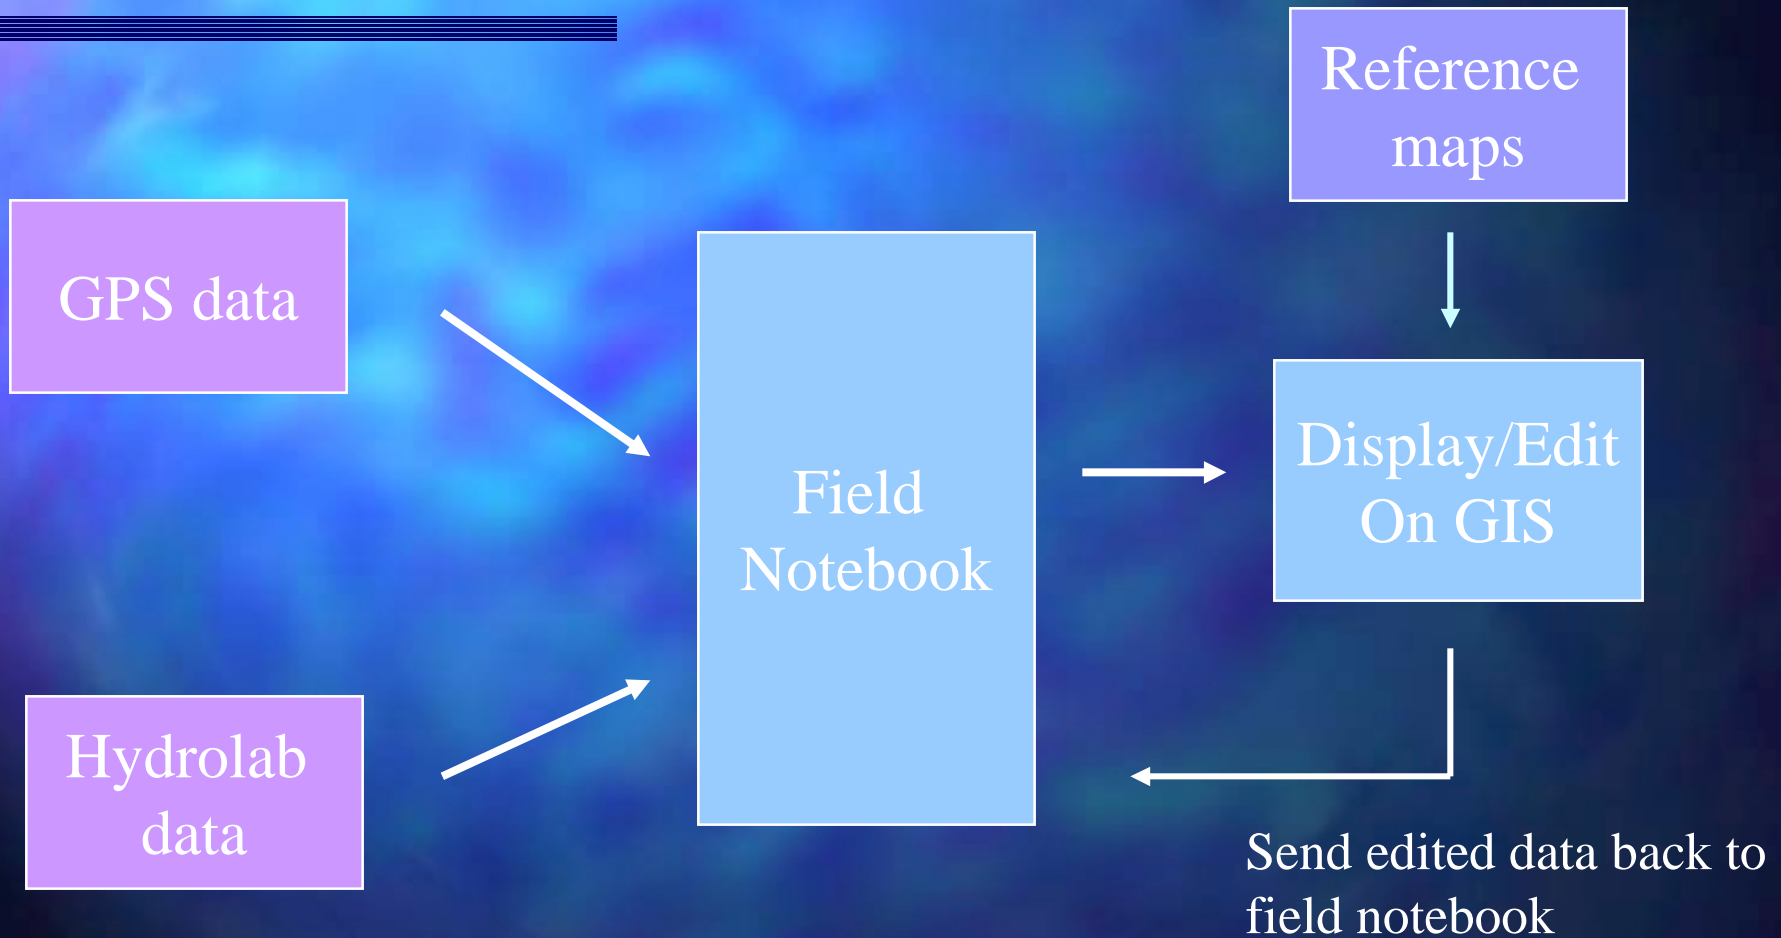 Reference
maps
GPS data
Field
Notebook
Display/Edit
On GIS
Hydrolab
data
Send edited data back to
field notebook